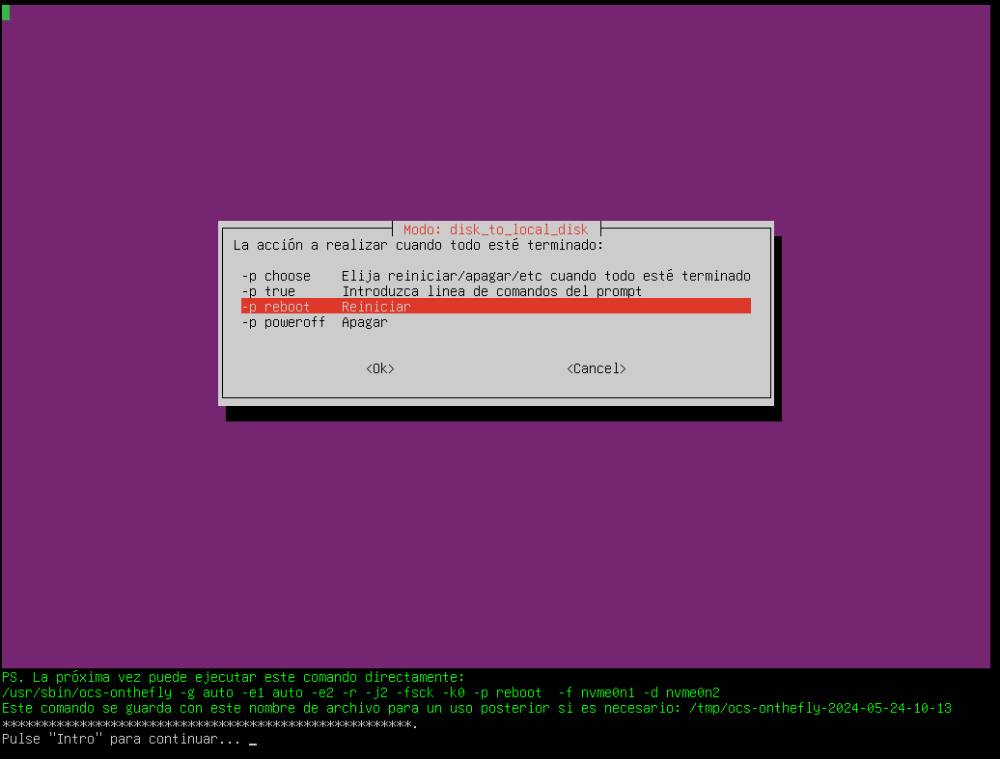 Modo: disk_to_local_disk
La acción a realizar cuando todo esté terminado:
-p choose    Elija reiniciar/apagar/etc cuando todo esté terminado
-p true      Introduzca linea de comandos del prompt
-p reboot    Reiniciar
-p poweroff  Apagar
<Ok>                      <Cancel>
PS. La próxima vez puede ejecutar este comando directamente:
/usr/sbin/ocs-onthefly -g auto -e1 auto -e2 -r -j2 -fsck -k0 -p reboot  -f nvme0n1 -d nvme0n2
Este comando se guarda con este nombre de archivo para un uso posterior si es necesario: /tmp/ocs-onthefly-2024-05-24-10-13
*****************************************************.
Pulse "Intro" para continuar... _